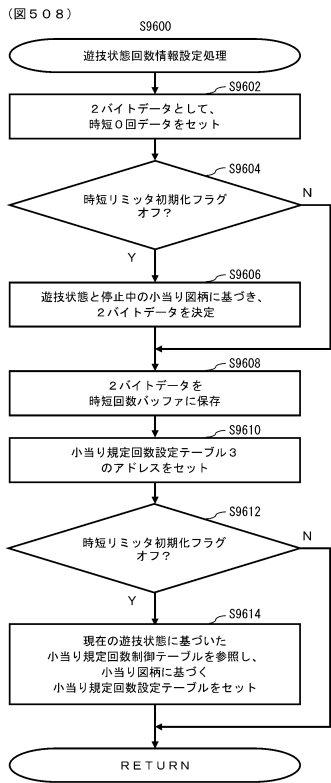 (図508)
S9600
遊技状態回数情報設定処理
S9602
2バイトデータとして、
時短0回データをセット
S9604
時短リミッタ初期化フラグ
オフ?
N
Y
S9606
遊技状態と停止中の小当り図柄に基づき、
2バイトデータを決定
S9608
2バイトデータを
時短回数バッファに保存
S9610
小当り規定回数設定テーブル3
のアドレスをセット
S9612
時短リミッタ初期化フラグ
オフ?
N
Y
S9614
現在の遊技状態に基づいた
小当り規定回数制御テーブルを参照し、
小当り図柄に基づく
小当り規定回数設定テーブルをセット
RETURN